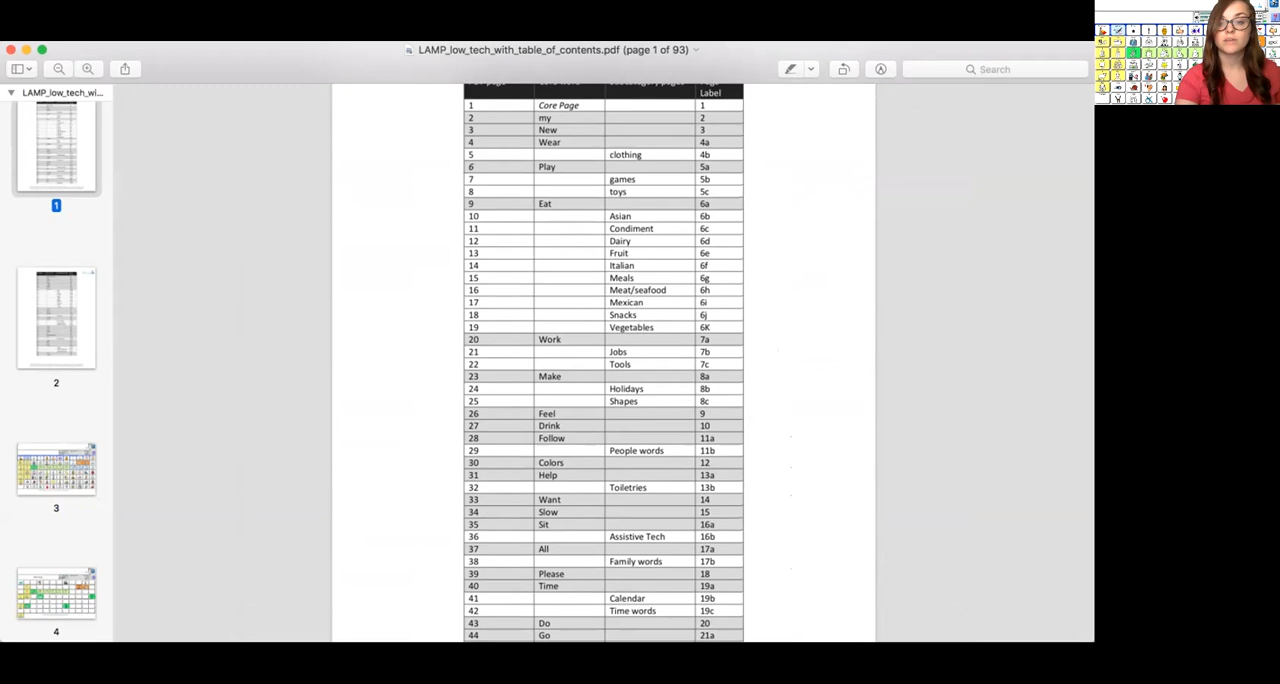 LAMP_low_tech_with_table_of_contents.pdf (page 1 of 93)
Search
LAMP_low_tech_wi...
1
2
3
4
Label
1 Core Page 1
2 my 2
3 New 3
4 Wear 4a
5 clothing 4b
6 Play 5a
7 games 5b
8 toys 5c
9 Eat 6a
10 Asian 6b
11 Condiment 6c
12 Dairy 6d
13 Fruit 6e
14 Italian 6f
15 Meals 6g
16 Meat/seafood 6h
17 Mexican 6i
18 Snacks 6j
19 Vegetables 6K
20 Work 7a
21 Jobs 7b
22 Tools 7c
23 Make 8a
24 Holidays 8b
25 Shapes 8c
26 Feel 9
27 Drink 10
28 Follow 11a
29 People words 11b
30 Colors 12
31 Help 13a
32 Toiletries 13b
33 Want 14
34 Slow 15
35 Sit 16a
36 Assistive Tech 16b
37 All 17a
38 Family words 17b
39 Please 18
40 Time 19a
41 Calendar 19b
42 Time words 19c
43 Do 20
44 Go 21a